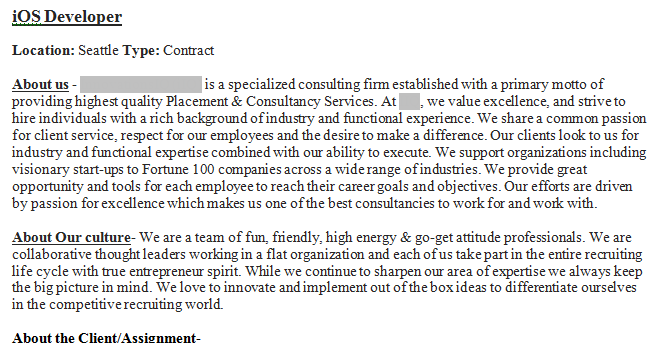 iOS Developer
Location: Seattle Type: Contract
About us - is a specialized consulting firm established with a primary motto of
providing highest quality Placement & Consultancy Services. At , we value excellence, and strive to
hire individuals with a rich background of industry and functional experience. We share a common passion
for client service, respect for our employees and the desire to make a difference. Our clients look to us for
industry and functional expertise combined with our ability to execute. We support organizations including
visionary start-ups to Fortune 100 companies across a wide range of industries. We provide great
opportunity and tools for each employee to reach their career goals and objectives. Our efforts are driven
by passion for excellence which makes us one of the best consultancies to work for and work with.
About Our culture- We are a team of fun, friendly, high energy & go-get attitude professionals. We are
collaborative thought leaders working in a flat organization and each of us take part in the entire recruiting
life cycle with true entrepreneur spirit. While we continue to sharpen our area of expertise we always keep
the big picture in mind. We love to innovate and implement out of the box ideas to differentiate ourselves
in the competitive recruiting world.
About the Client/Assignment-